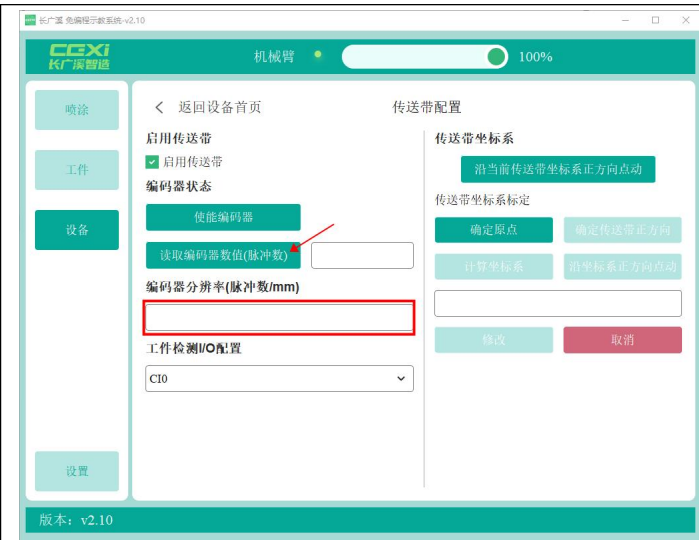 长广溪 免编程示教系统-v2.10
CGXi
长广溪智造
机械臂
100%
喷涂
工件
设备
设置
返回设备首页
传送带配置
启用传送带
启用传送带
编码器状态
使能编码器
读取编码器数值(脉冲数)
编码器分辨率(脉冲数/mm)
工件检测I/O配置
CI0
传送带坐标系
沿当前传送带坐标系正方向点动
传送带坐标系标定
确定原点
确定传送带正方向
计算坐标系
沿坐标系正方向点动
修改
取消
版本：v2.10